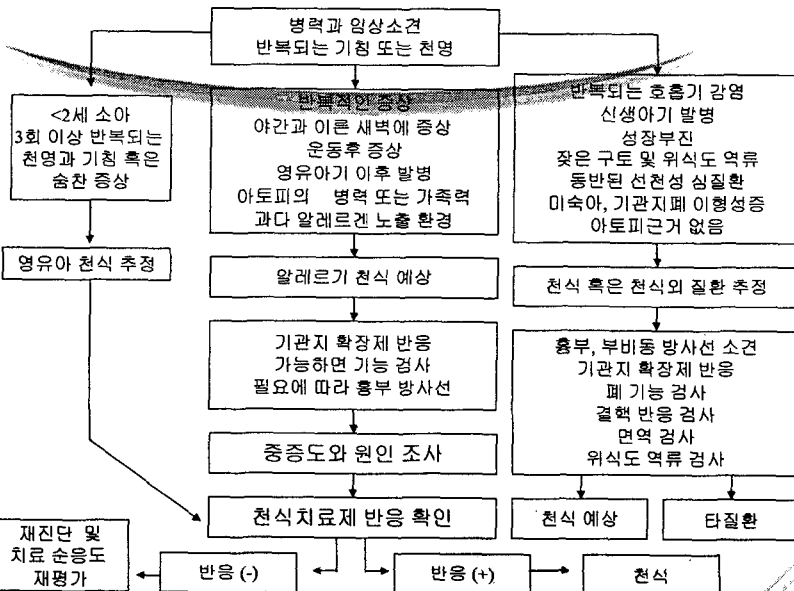 병력과 임상소견
반복되는 기침 또는 천명
<2세 소아
3회 이상 반복되는
천명과 기침 혹은
숨찬 증상
영유아 천식 추정
반복적인 증상
야간과 이른 새벽에 증상
운동후 증상
영유아기 이후 발병
아토피의 병력 또는 가족력
과다 알레르겐 노출 환경
알레르기 천식 예상
기관지 확장제 반응
가능하면 기능 검사
필요에 따라 흉부 방사선
중증도와 원인 조사
천식치료제 반응 확인
반복되는 호흡기 감염
신생아기 발병
성장부진
잦은 구토 및 위식도 역류
동반된 선천성 심질환
미숙아, 기관지폐 이형성증
아토피근거 없음
천식 혹은 천식외 질환 추정
흉부, 부비동 방사선 소견
기관지 확장제 반응
폐 기능 검사
결핵 반응 검사
면역 검사
위식도 역류 검사
천식 예상
타질환
재진단 및
치료 순응도
재평가
반응 (-)
반응 (+)
천식